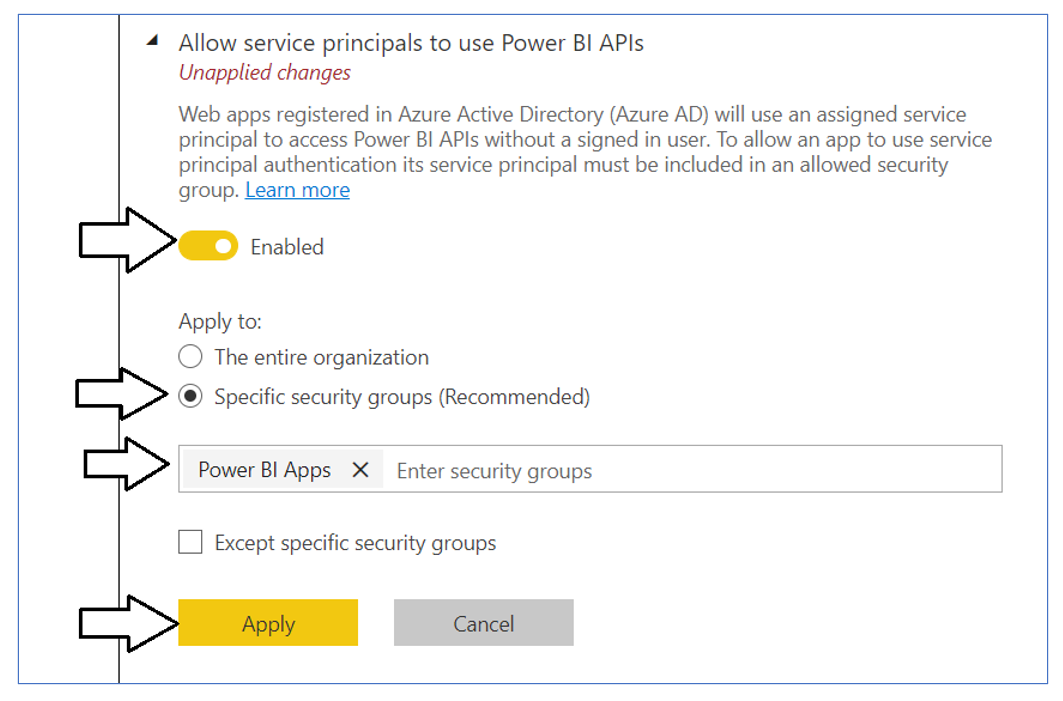 Allow service principals to use Power BI APIs
Unapplied changes
Web apps registered in Azure Active Directory (Azure AD) will use an assigned service
principal to access Power BI APIs without a signed in user. To allow an app to use service
principal authentication its service principal must be included in an allowed security
group. Learn more
Enabled
Apply to:
The entire organization
Specific security groups (Recommended)
Power BI Apps Enter security groups
Except specific security groups
Apply Cancel